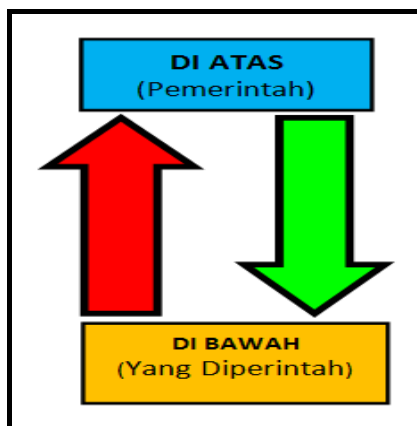 DI ATAS
(Pemerintah)
DI BAWAH
(Yang Diperintah)